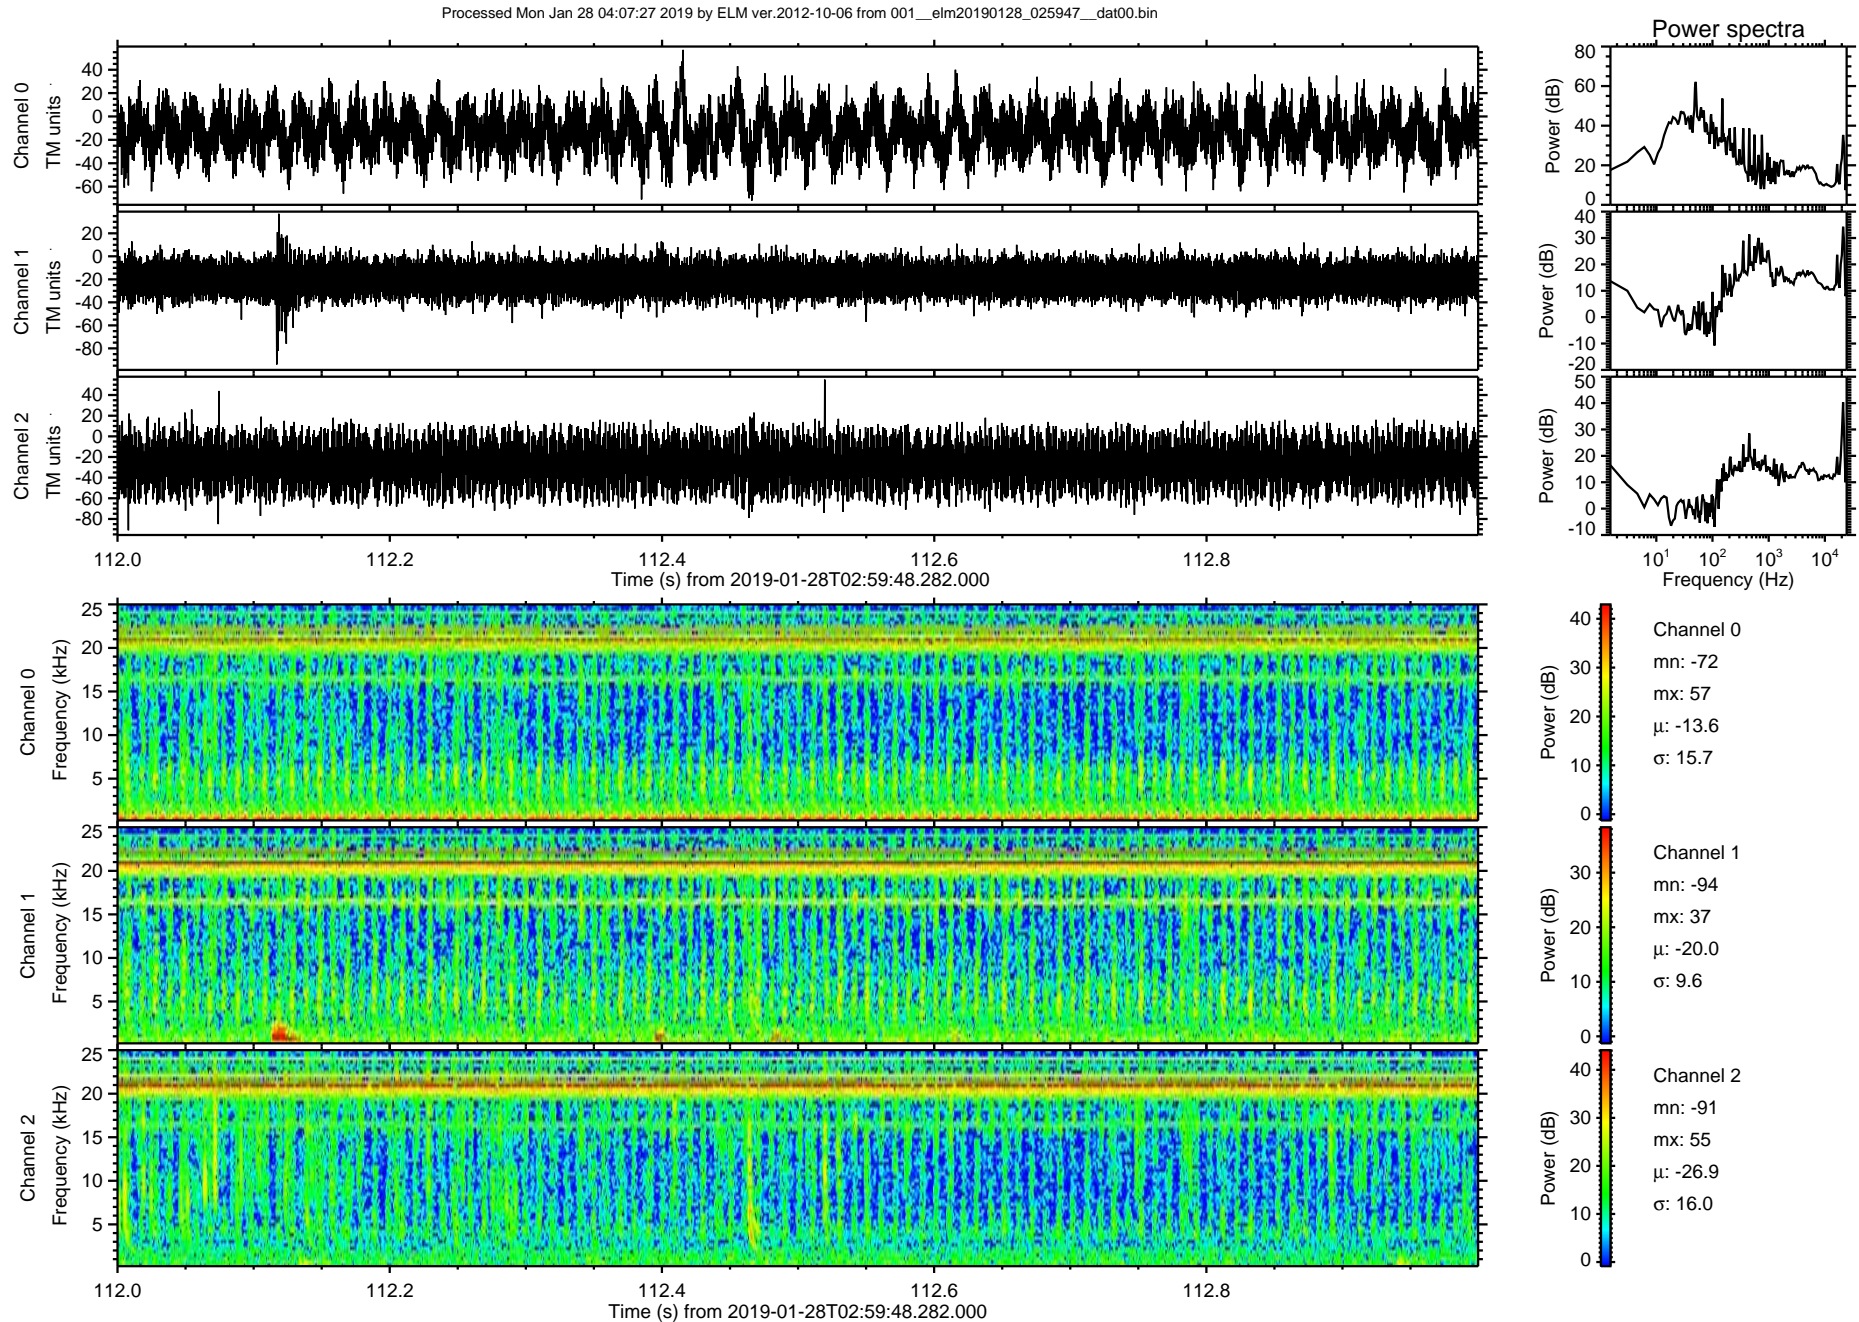 Processed Mon Jan 28 04:07:27 2019 by ELM ver.2012-10-06 from 001__elm20190128_025947__dat00.bin
Power spectra
Channel 0
TM units
40
20
0
-20
-40
-60
Power (dB)
80
60
40
20
0
Channel 1
TM units
20
0
-20
-40
-60
-80
Power (dB)
40
30
20
10
0
-10
-20
Channel 2
TM units
40
20
0
-20
-40
-60
-80
Power (dB)
50
40
30
20
10
0
-10
112.0 112.2 112.4 112.6 112.8
Time (s) from 2019-01-28T02:59:48.282.000
10^1 10^2 10^3 10^4
Frequency (Hz)
Channel 0
Frequency (kHz)
25
20
15
10
5
Power (dB)
40
30
20
10
0
Channel 0
mn: -72
mx: 57
μ: -13.6
σ: 15.7
Channel 1
Frequency (kHz)
25
20
15
10
5
Power (dB)
30
20
10
0
Channel 1
mn: -94
mx: 37
μ: -20.0
σ: 9.6
Channel 2
Frequency (kHz)
25
20
15
10
5
Power (dB)
40
30
20
10
0
Channel 2
mn: -91
mx: 55
μ: -26.9
σ: 16.0
112.0 112.2 112.4 112.6 112.8
Time (s) from 2019-01-28T02:59:48.282.000